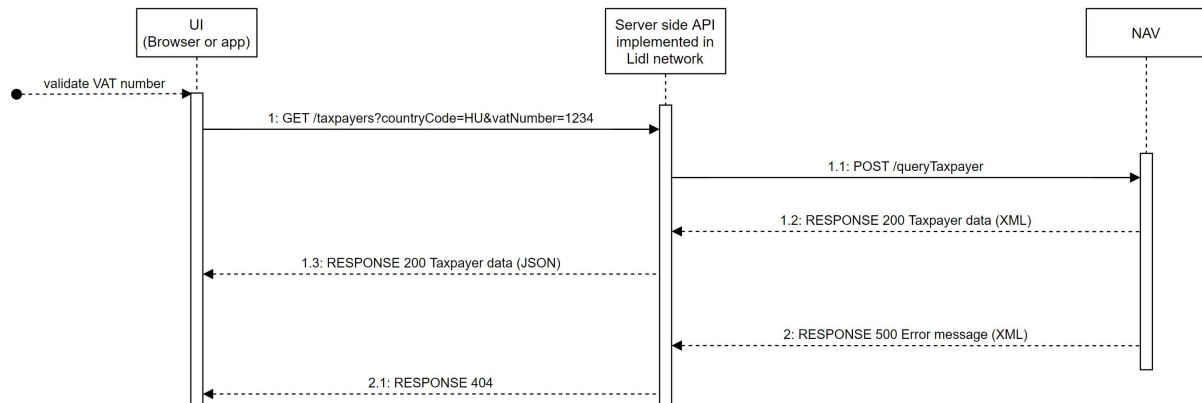 UI
(Browser or app)
Server side API
implemented in
Lidl network
NAV
validate VAT number
1: GET /taxpayers?countryCode=HU&vatNumber=1234
1.1: POST /queryTaxpayer
1.2: RESPONSE 200 Taxpayer data (XML)
1.3: RESPONSE 200 Taxpayer data (JSON)
2: RESPONSE 500 Error message (XML)
2.1: RESPONSE 404